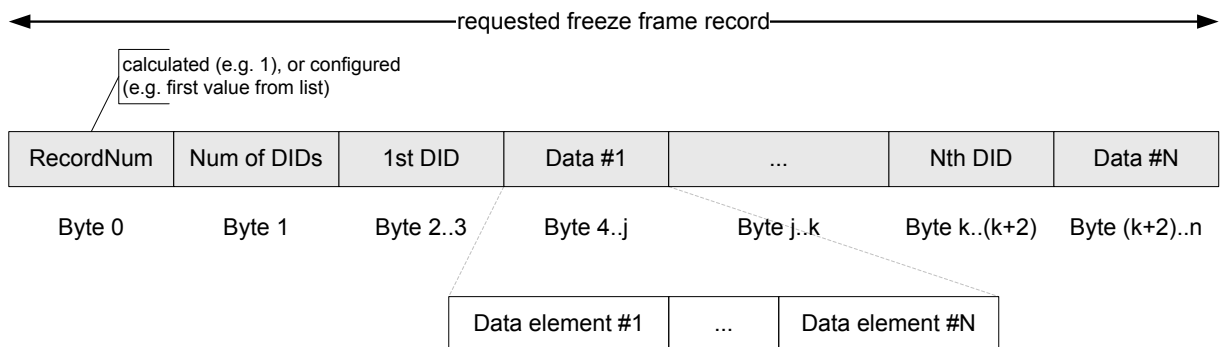 requested freeze frame record
calculated (e.g. 1), or configured
(e.g. first value from list)
RecordNum Num of DIDs 1st DID Data #1 ... Nth DID Data #N
Byte 0 Byte 1 Byte 2..3 Byte 4..j Byte j..k Byte k..(k+2) Byte (k+2)..n
Data element #1 ... Data element #N